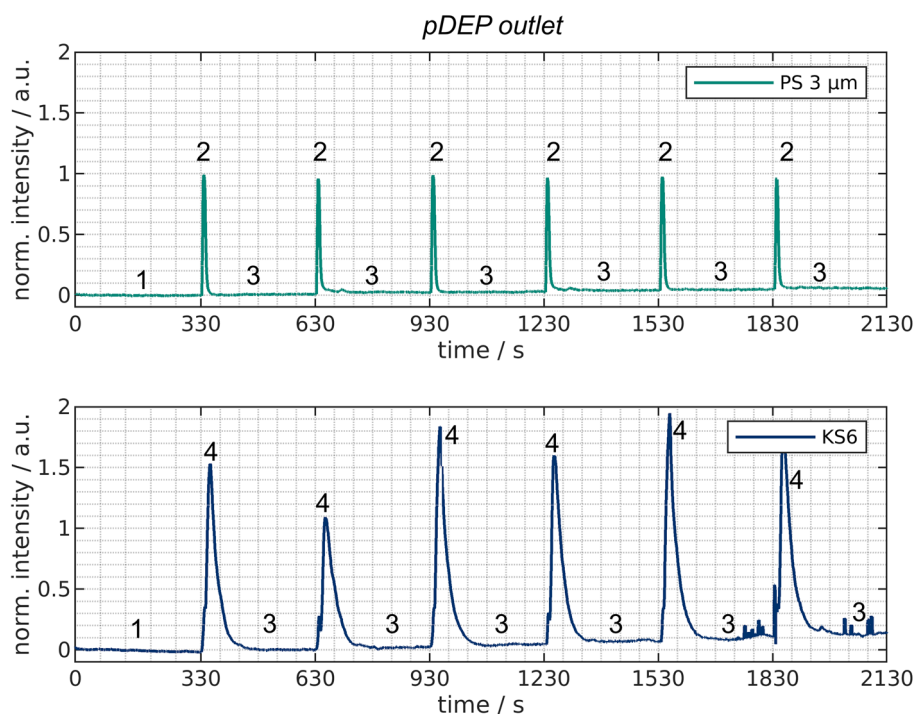 pDEP outlet
2
PS 3 µm
norm. intensity / a.u.
1.5
2 2 2 2 2 2
1
0.5
1 3 3 3 3 3 3
0
0 330 630 930 1230 1530 1830 2130
time / s
2
KS6
norm. intensity / a.u.
4 4 4 4 4 4
1.5
1
0.5
1 3 3 3 3 3 3
0
0 330 630 930 1230 1530 1830 2130
time / s